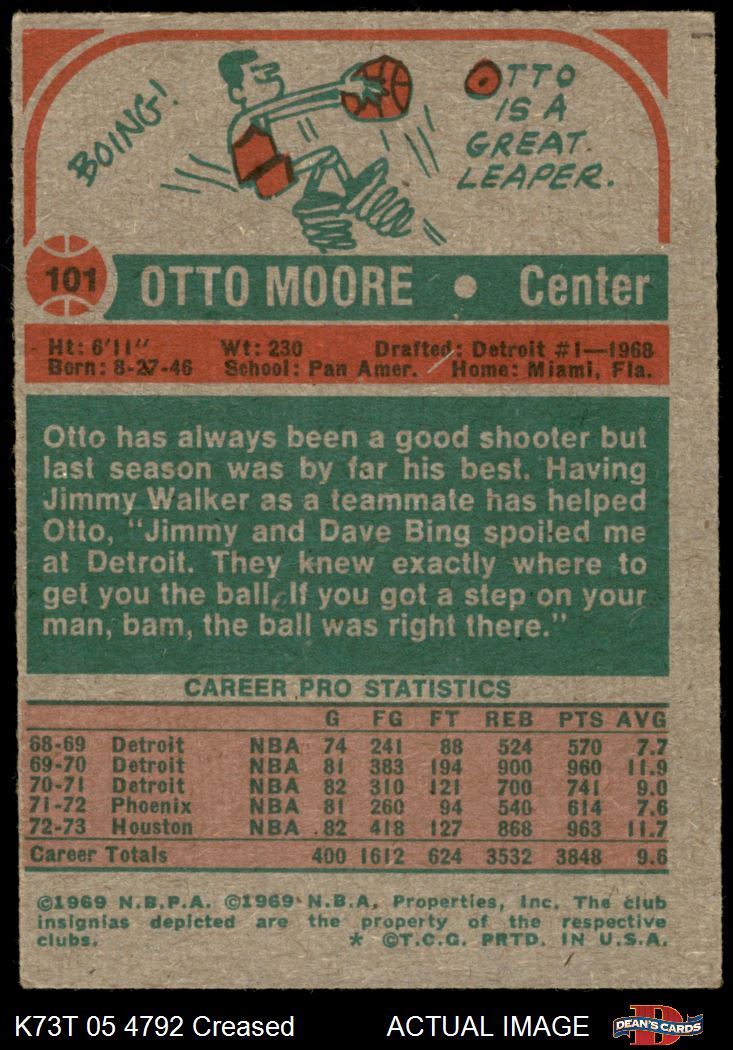 BOING!
OTTO
IS A
GREAT
LEAPER.
101 OTTO MOORE • Center
Ht: 6'11" Wt: 230 Drafted: Detroit #1—1968
Born: 8-27-46 School: Pan Amer. Home: Miami, Fla.
Otto has always been a good shooter but
last season was by far his best. Having
Jimmy Walker as a teammate has helped
Otto, "Jimmy and Dave Bing spoiled me
at Detroit. They knew exactly where to
get you the ball. If you got a step on your
man, bam, the ball was right there."
CAREER PRO STATISTICS
G FG FT REB PTS AVG
68-69 Detroit NBA 74 241 88 524 570 7.7
69-70 Detroit NBA 81 383 194 900 960 11.9
70-71 Detroit NBA 82 310 121 700 741 9.0
71-72 Phoenix NBA 81 260 94 540 614 7.6
72-73 Houston NBA 82 418 127 868 963 11.7
Career Totals 400 1612 624 3532 3848 9.6
©1969 N.B.P.A. ©1969 N.B.A. Properties, Inc. The club
insignias depicted are the property of the respective
clubs. * ©T.C.G. PRTD. IN U.S.A.
K73T 05 4792 Creased ACTUAL IMAGE DEAN'S CARDS